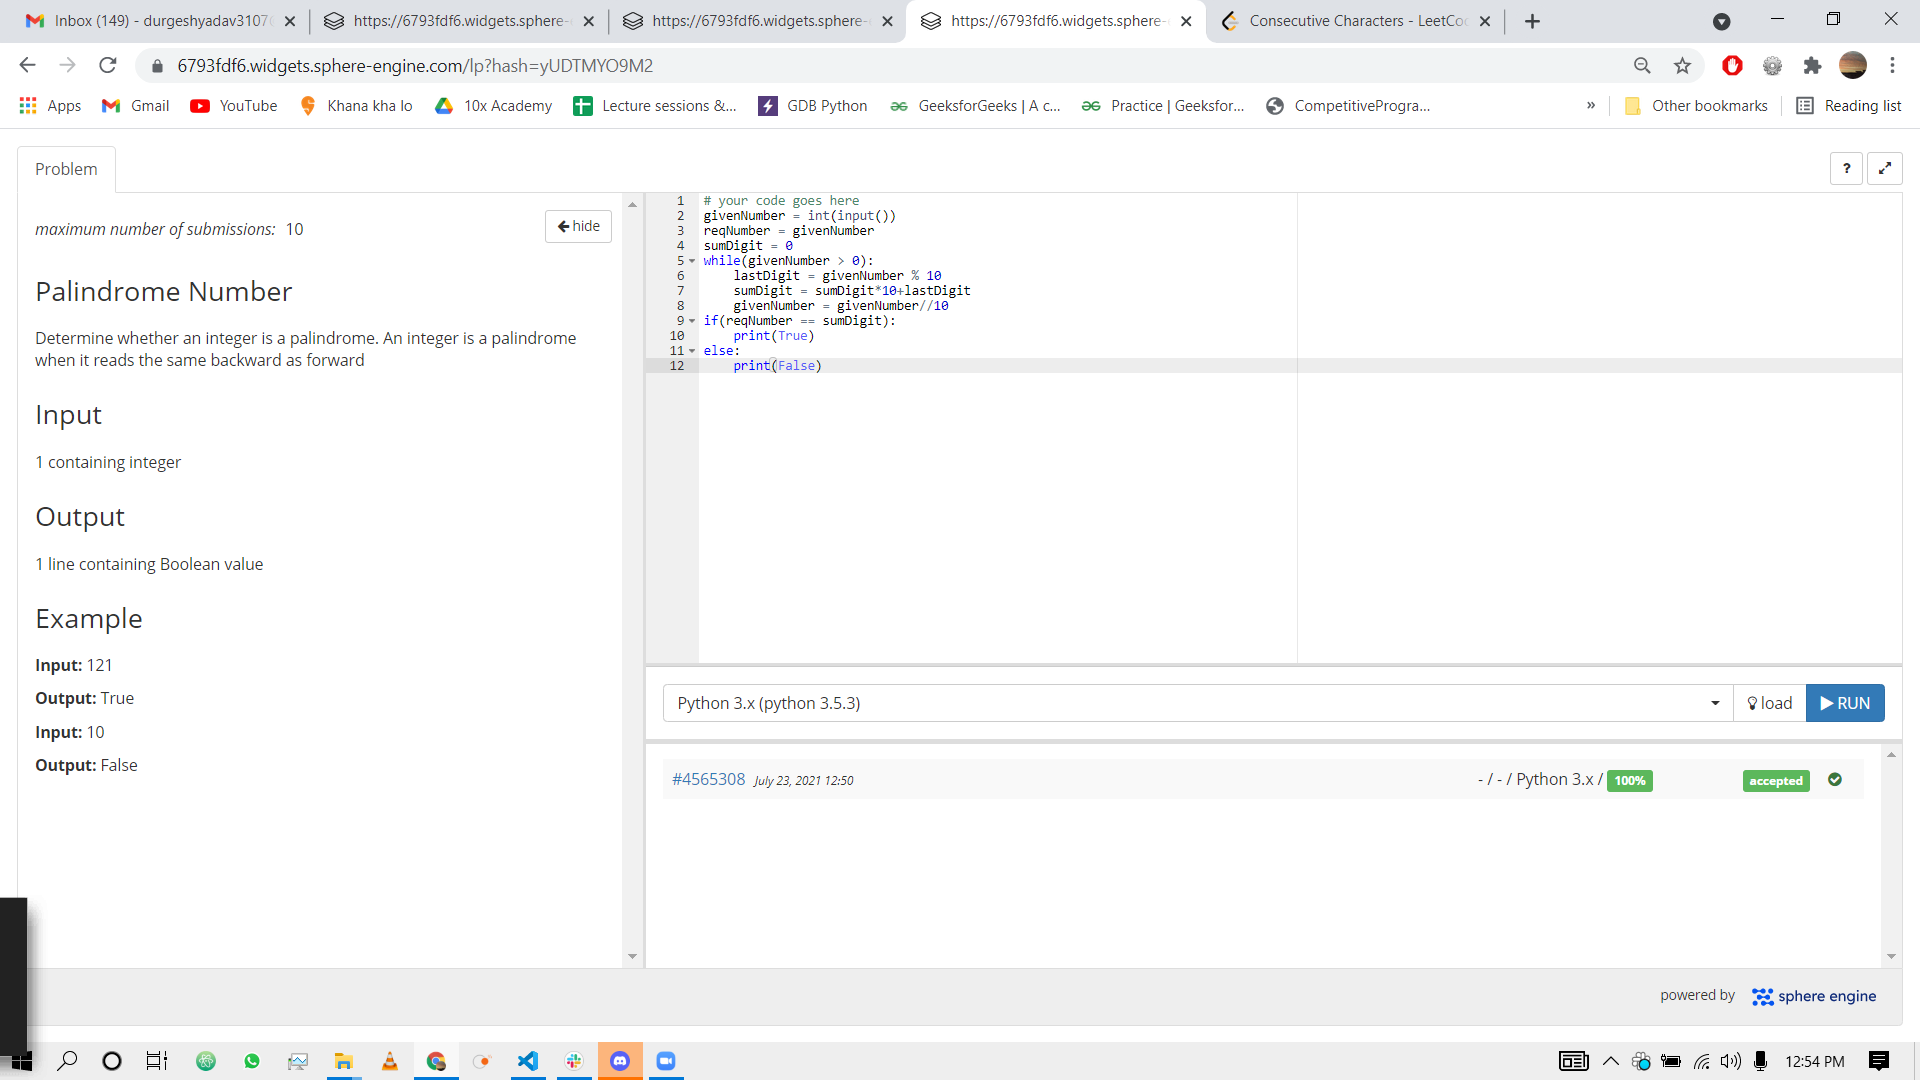 Inbox (149) - durgeshyadav3107
https://6793fdf6.widgets.sphere-
https://6793fdf6.widgets.sphere-
https://6793fdf6.widgets.sphere-
Consecutive Characters - LeetCo
6793fdf6.widgets.sphere-engine.com/lp?hash=yUDTMYO9M2
Apps
Gmail
YouTube
Khana kha lo
10x Academy
Lecture sessions &...
GDB Python
GeeksforGeeks | A c...
Practice | Geeksfor...
CompetitiveProgra...
»
Other bookmarks
Reading list
Problem
?
maximum number of submissions: 10
hide
Palindrome Number
Determine whether an integer is a palindrome. An integer is a palindrome
when it reads the same backward as forward
Input
1 containing integer
Output
1 line containing Boolean value
Example
Input: 121
Output: True
Input: 10
Output: False
1 # your code goes here
2 givenNumber = int(input())
3 reqNumber = givenNumber
4 sumDigit = 0
5 while(givenNumber > 0):
6 lastDigit = givenNumber % 10
7 sumDigit = sumDigit*10+lastDigit
8 givenNumber = givenNumber//10
9 if(reqNumber == sumDigit):
10 print(True)
11 else:
12 print(False)
Python 3.x (python 3.5.3)
load
RUN
#4565308 July 23, 2021 12:50
- / - / Python 3.x / 100%
accepted
powered by sphere engine
12:54 PM